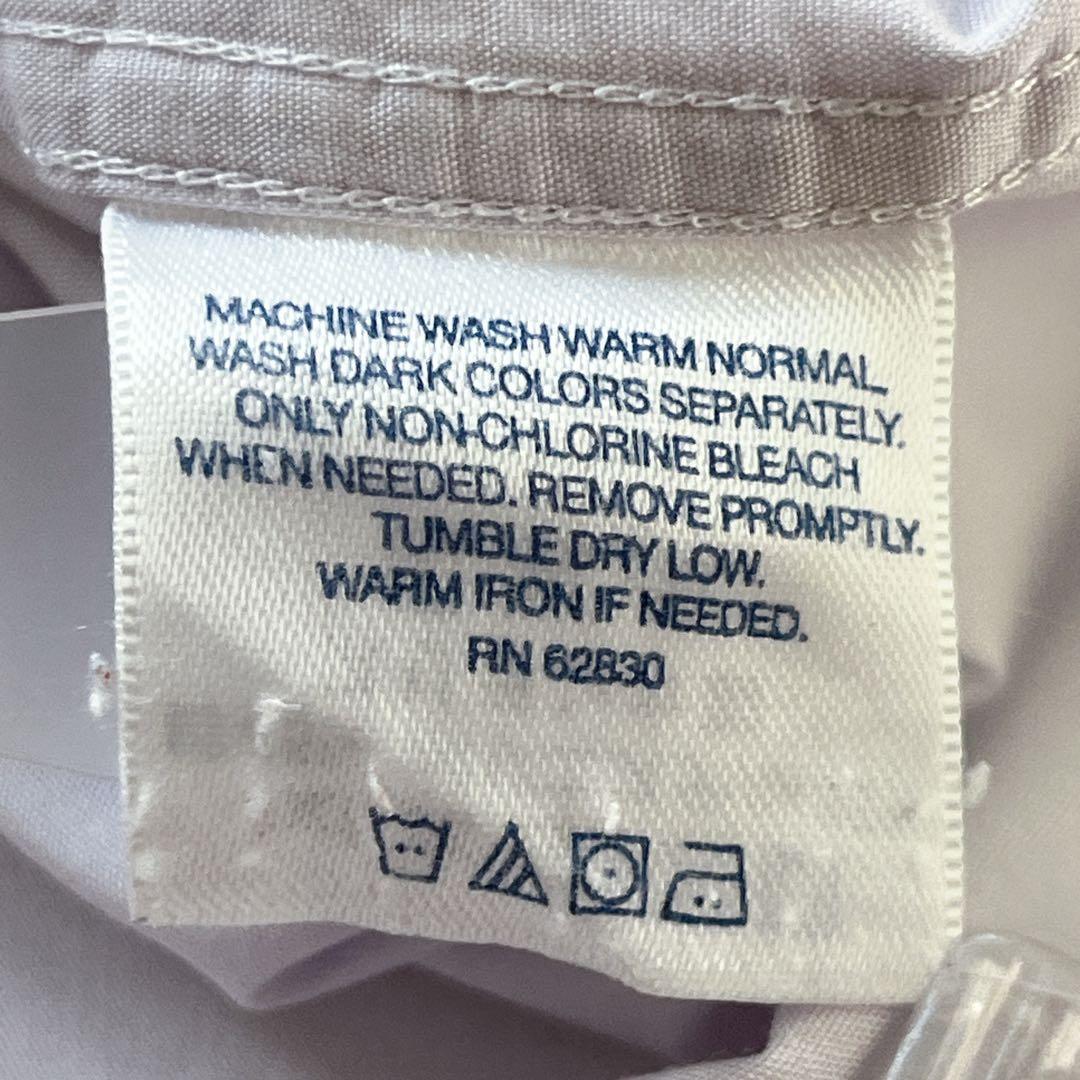 MACHINE WASH WARM NORMAL
WASH DARK COLORS SEPARATELY.
ONLY NON-CHLORINE BLEACH
WHEN NEEDED. REMOVE PROMPTLY.
TUMBLE DRY LOW.
WARM IRON IF NEEDED.
RN 62830